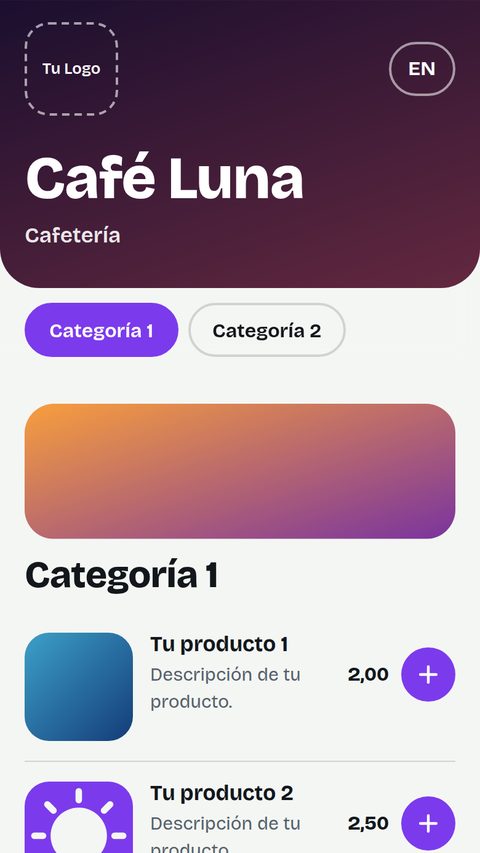 Tu Logo
EN
Café Luna
Cafetería
Categoría 1
Categoría 2
Categoría 1
Tu producto 1
Descripción de tu
producto.
2,00
Tu producto 2
Descripción de tu
producto.
2,50